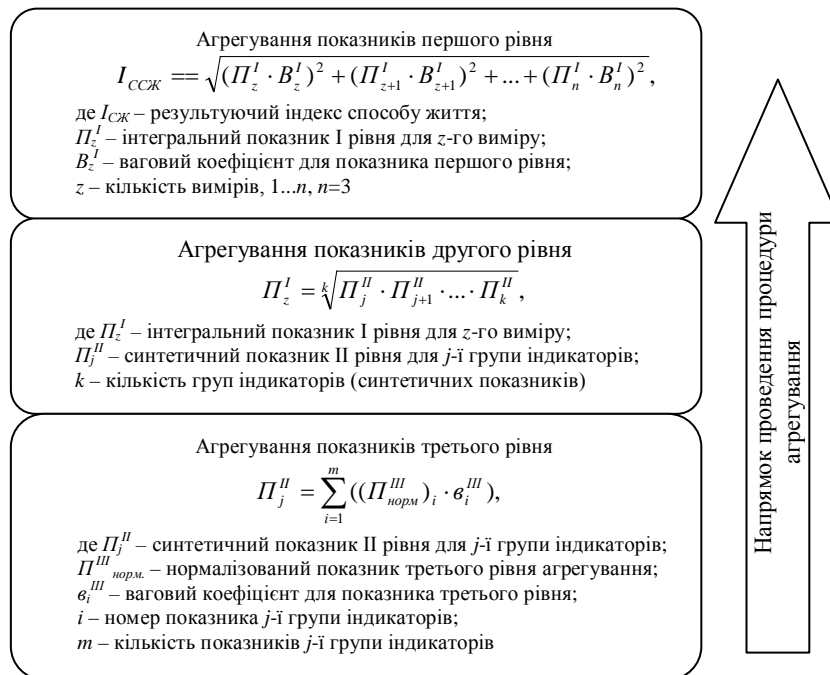 Агрегування показників першого рівня
I_ССЖ == √((П_z^I · В_z^I)² + (П_{z+1}^I · В_{z+1}^I)² + ... + (П_n^I · В_n^I)²),
де I_СЖ – результуючий індекс способу життя;
П_z^I – інтегральний показник I рівня для z-го виміру;
В_z^I – ваговий коефіцієнт для показника першого рівня;
z – кількість вимірів, 1...n, n=3
Агрегування показників другого рівня
П_z^I = ᵏ√(П_j^II · П_{j+1}^II · ... · П_k^II),
де П_z^I – інтегральний показник I рівня для z-го виміру;
П_j^II – синтетичний показник II рівня для j-ї групи індикаторів;
k – кількість груп індикаторів (синтетичних показників)
Агрегування показників третього рівня
П_j^II = ∑_{i=1}^m ((П_норм^III)_i · в_i^III),
де П_j^II – синтетичний показник II рівня для j-ї групи індикаторів;
П^III_норм. – нормалізований показник третього рівня агрегування;
в_i^III – ваговий коефіцієнт для показника третього рівня;
i – номер показника j-ї групи індикаторів;
m – кількість показників j-ї групи індикаторів
Напрямок проведення процедури
агрегування